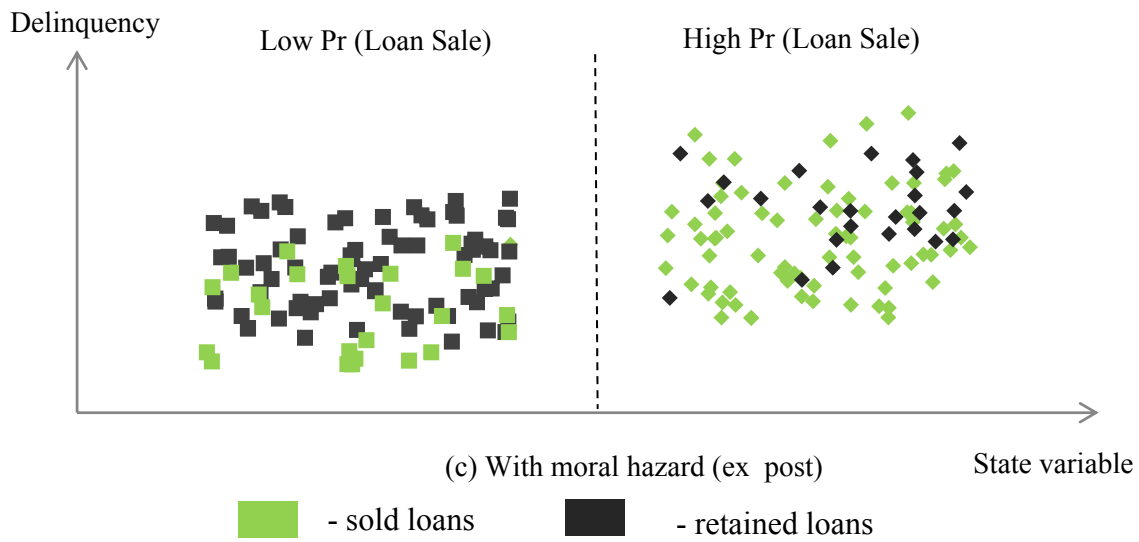 Delinquency
Low Pr (Loan Sale)
High Pr (Loan Sale)
(c) With moral hazard (ex post)
State variable
- sold loans
- retained loans